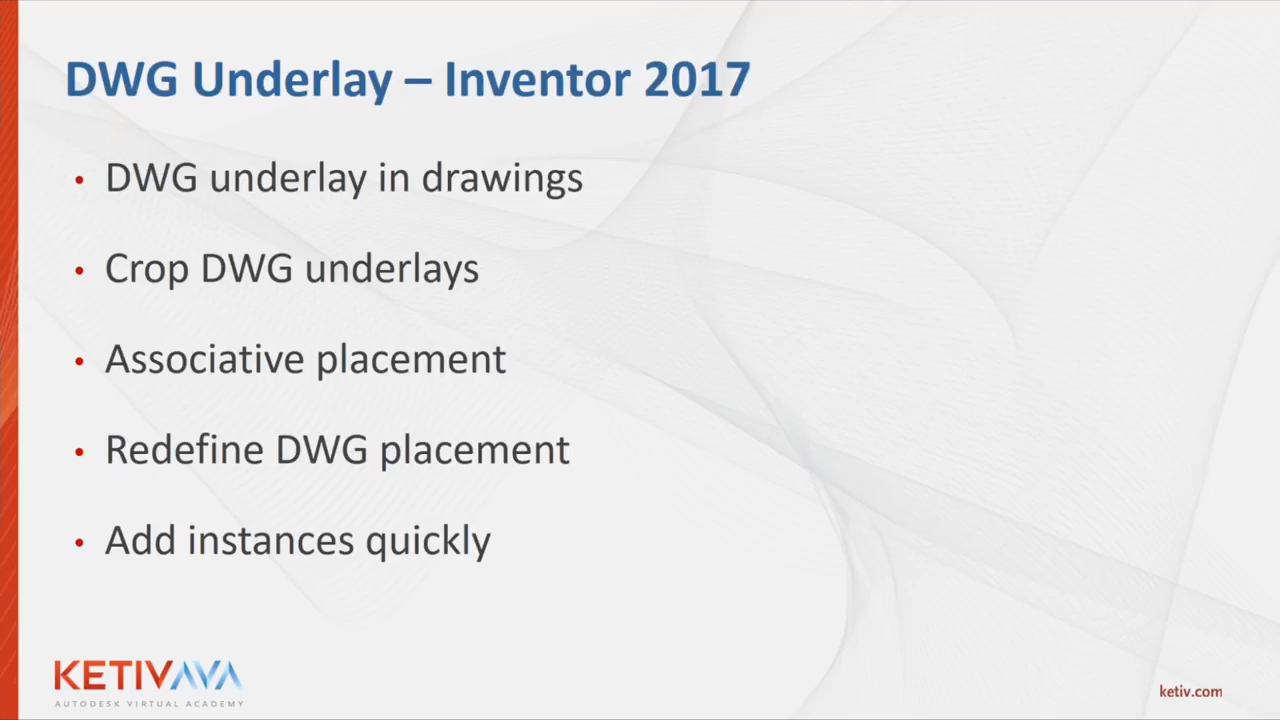 DWG Underlay – Inventor 2017
• DWG underlay in drawings
• Crop DWG underlays
• Associative placement
• Redefine DWG placement
• Add instances quickly
KETIVAVA
AUTODESK VIRTUAL ACADEMY
ketiv.com